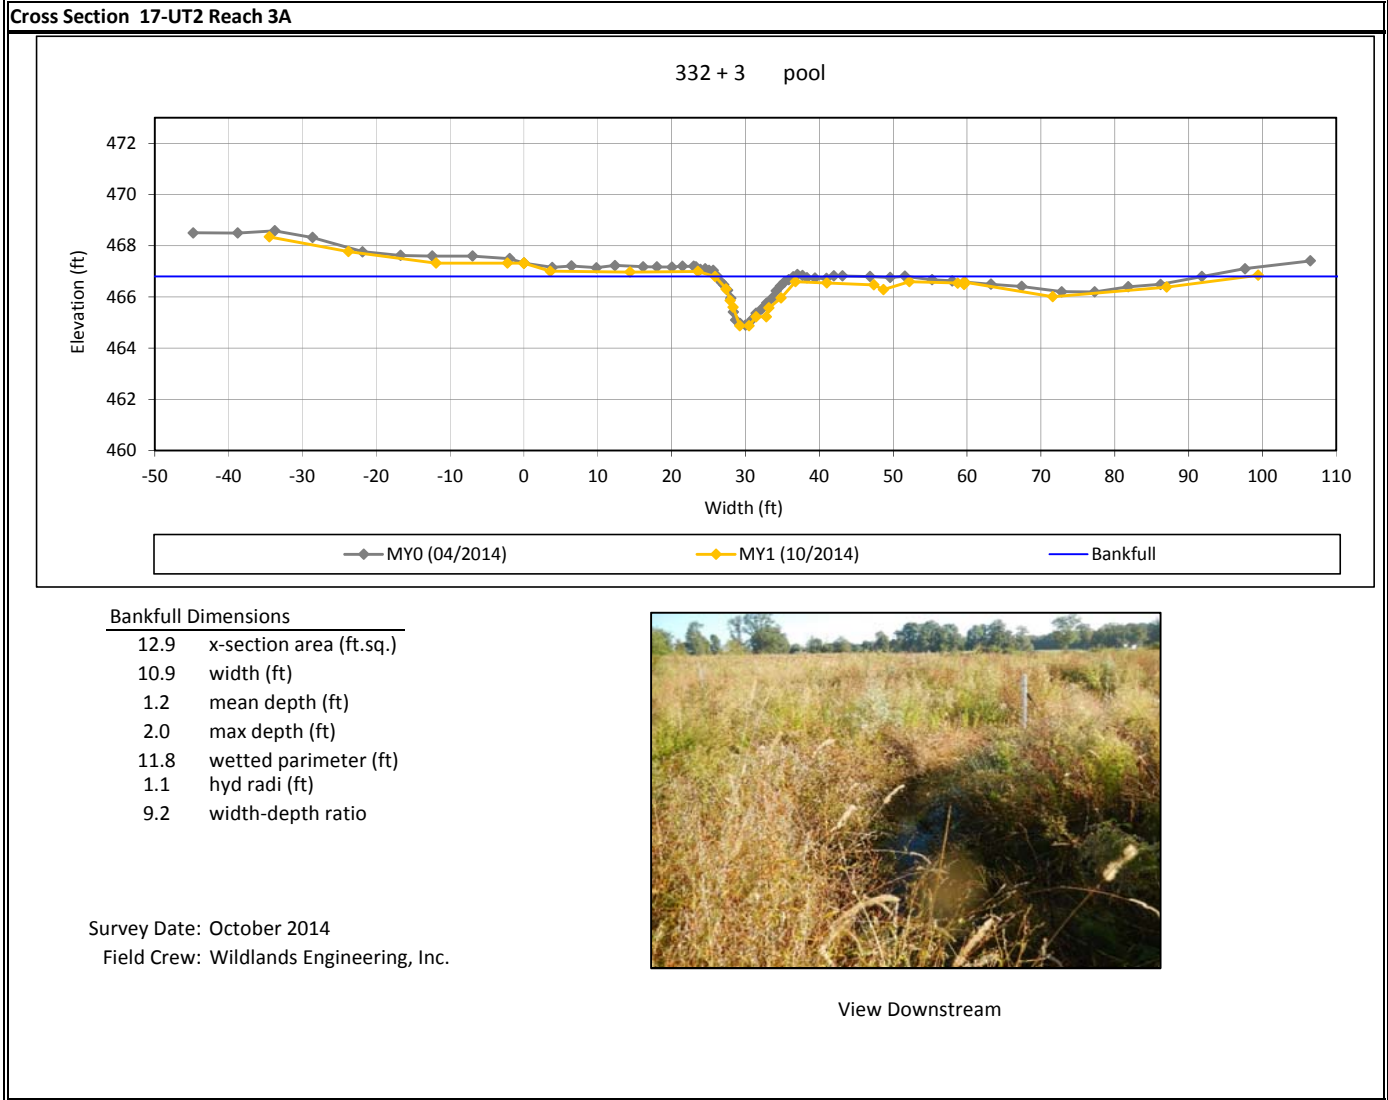 Cross Section  17-UT2 Reach 3A
332 + 3      pool
472
470
468
466
464
462
460
Elevation (ft)
-50 -40 -30 -20 -10 0 10 20 30 40 50 60 70 80 90 100 110
Width (ft)
MY0 (04/2014) MY1 (10/2014) Bankfull
Bankfull Dimensions
12.9 x-section area (ft.sq.)
10.9 width (ft)
1.2 mean depth (ft)
2.0 max depth (ft)
11.8 wetted parimeter (ft)
1.1 hyd radi (ft)
9.2 width-depth ratio
Survey Date: October 2014
Field Crew: Wildlands Engineering, Inc.
View Downstream